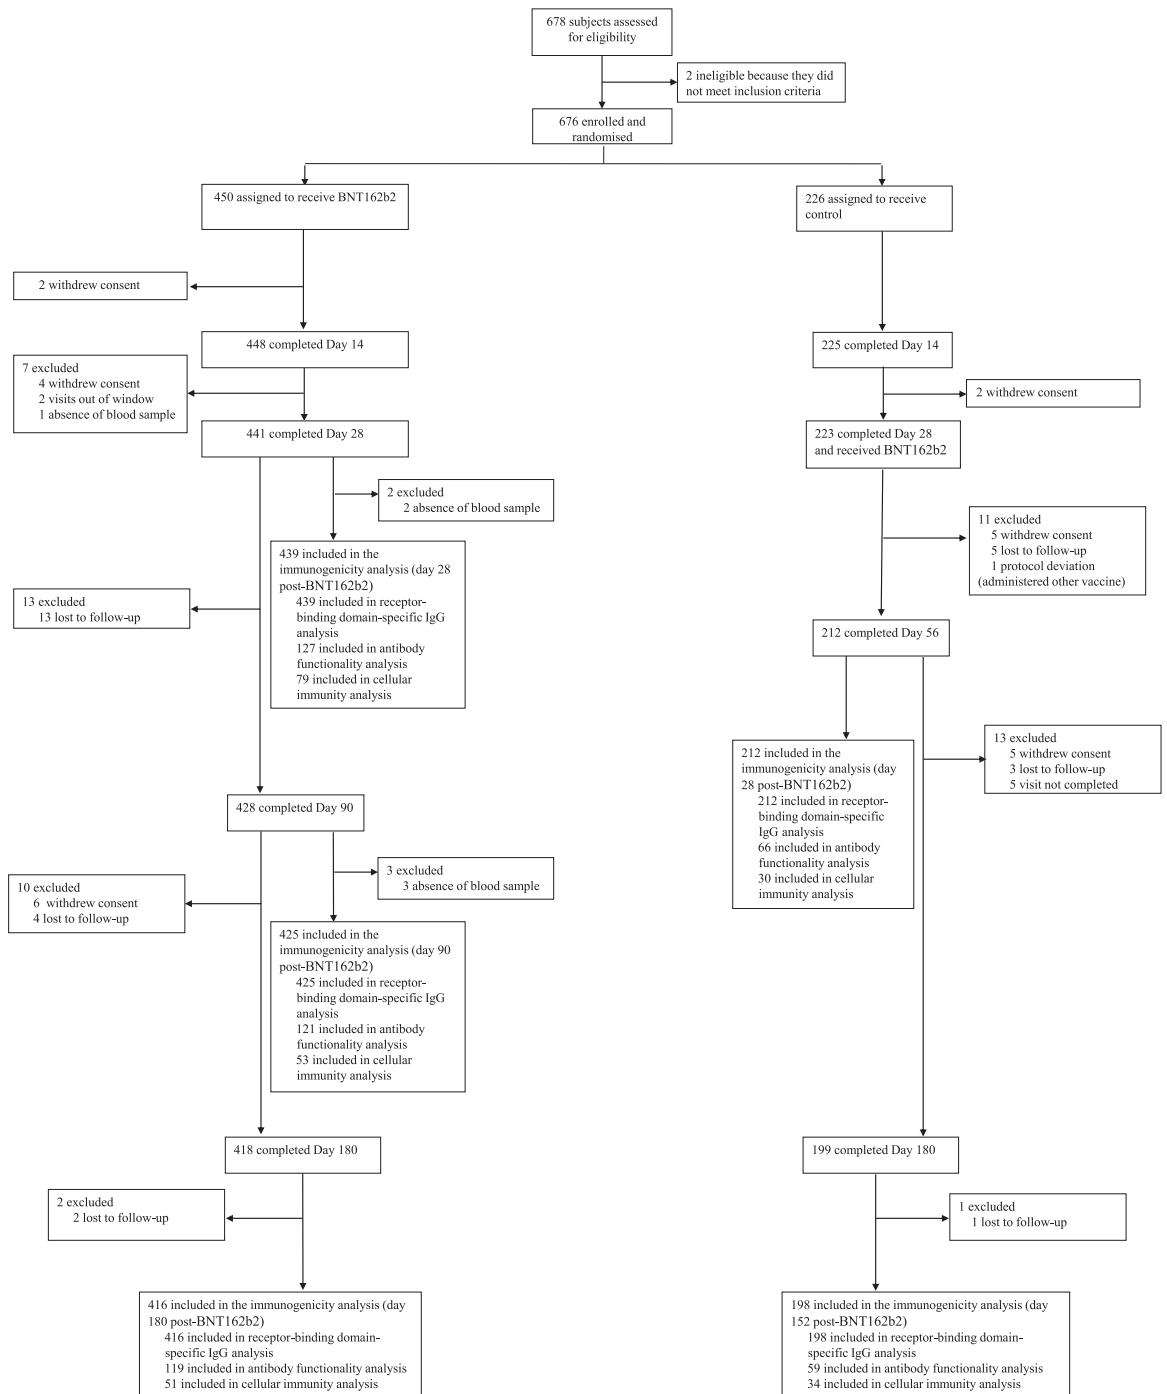 678 subjects assessed
for eligibility
2 ineligible because they did
not meet inclusion criteria
676 enrolled and
randomised
450 assigned to receive BNT162b2
226 assigned to receive
control
2 withdrew consent
448 completed Day 14
225 completed Day 14
7 excluded
4 withdrew consent
2 visits out of window
1 absence of blood sample
2 withdrew consent
441 completed Day 28
223 completed Day 28
and received BNT162b2
2 excluded
2 absence of blood sample
11 excluded
5 withdrew consent
5 lost to follow-up
1 protocol deviation
(administered other vaccine)
439 included in the
immunogenicity analysis (day 28
post-BNT162b2)
439 included in receptor-
binding domain-specific IgG
analysis
127 included in antibody
functionality analysis
79 included in cellular
immunity analysis
13 excluded
13 lost to follow-up
212 completed Day 56
212 included in the
immunogenicity analysis (day
28 post-BNT162b2)
212 included in receptor-
binding domain-specific
IgG analysis
66 included in antibody
functionality analysis
30 included in cellular
immunity analysis
13 excluded
5 withdrew consent
3 lost to follow-up
5 visit not completed
428 completed Day 90
3 excluded
3 absence of blood sample
10 excluded
6 withdrew consent
4 lost to follow-up
425 included in the
immunogenicity analysis (day 90
post-BNT162b2)
425 included in receptor-
binding domain-specific IgG
analysis
121 included in antibody
functionality analysis
53 included in cellular
immunity analysis
418 completed Day 180
199 completed Day 180
2 excluded
2 lost to follow-up
1 excluded
1 lost to follow-up
416 included in the immunogenicity analysis (day
180 post-BNT162b2)
416 included in receptor-binding domain-
specific IgG analysis
119 included in antibody functionality analysis
51 included in cellular immunity analysis
198 included in the immunogenicity analysis (day
152 post-BNT162b2)
198 included in receptor-binding domain-
specific IgG analysis
59 included in antibody functionality analysis
34 included in cellular immunity analysis